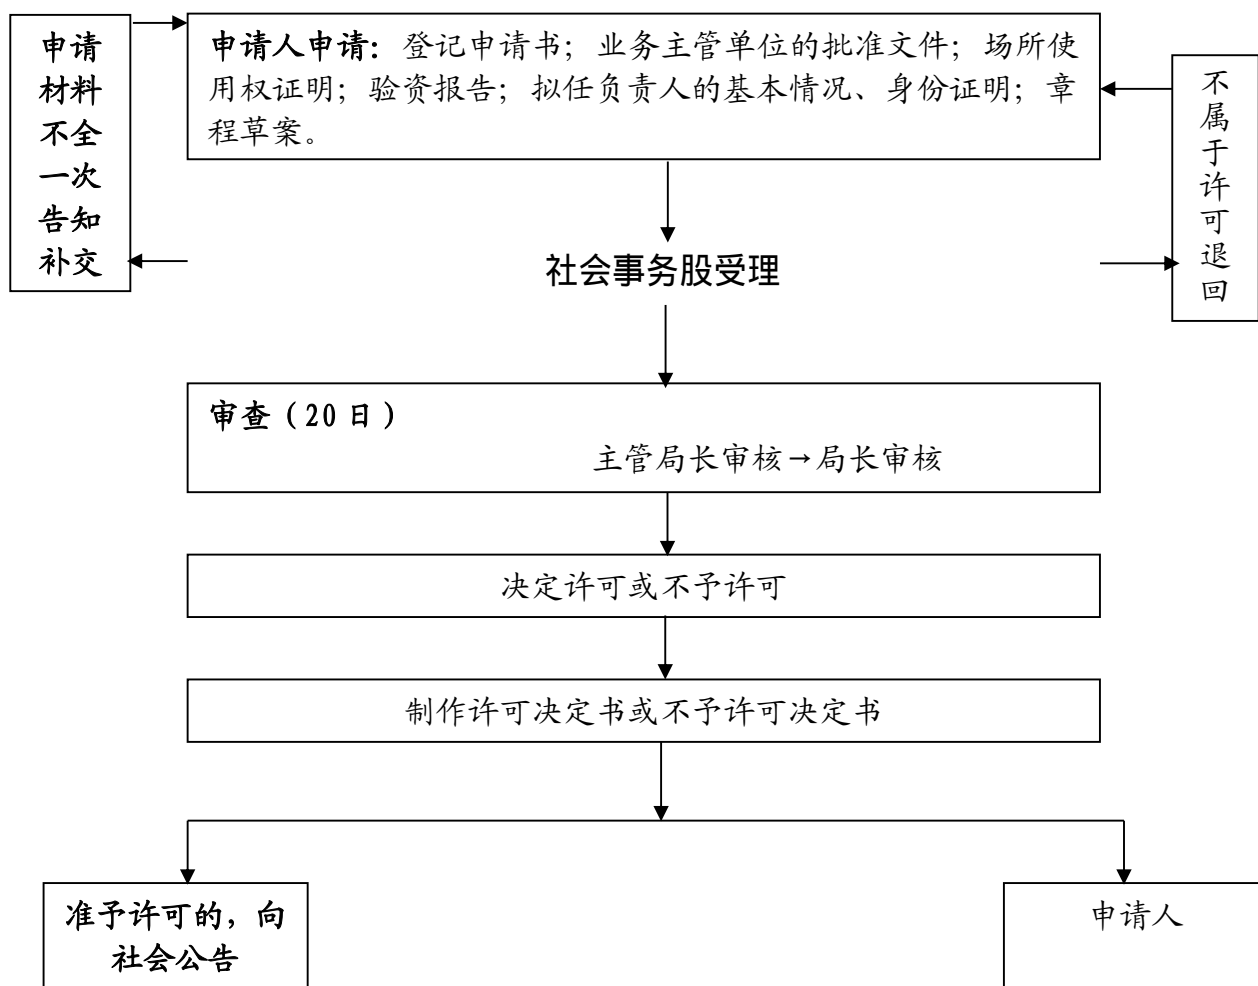 申请
材料
不全
一次
告知
补交
申请人申请：登记申请书；业务主管单位的批准文件；场所使
用权证明；验资报告；拟任负责人的基本情况、身份证明；章
程草案。
不属于许可退回
社会事务股受理
审查（20日）
主管局长审核→局长审核
决定许可或不予许可
制作许可决定书或不予许可决定书
准予许可的，向
社会公告
申请人